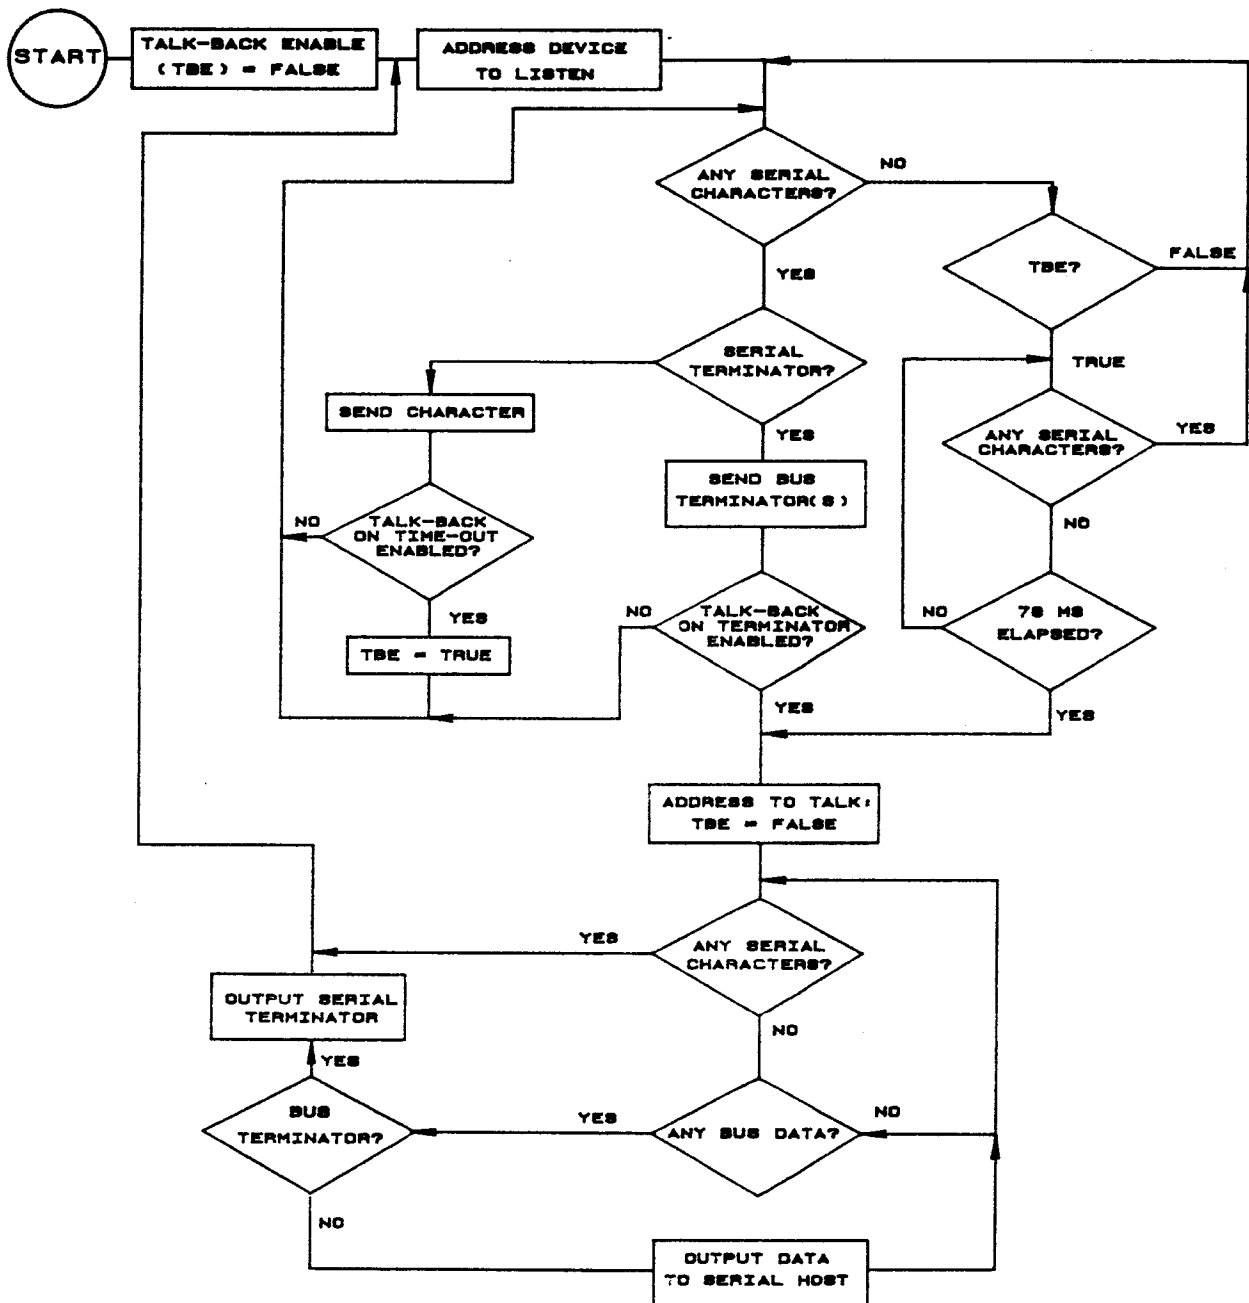 START
TALK-BACK ENABLE
(TBE) = FALSE
ADDRESS DEVICE
TO LISTEN
ANY SERIAL
CHARACTERS?
NO
YES
TBE?
FALSE
TRUE
SERIAL
TERMINATOR?
SEND CHARACTER
YES
ANY SERIAL
CHARACTERS?
YES
SEND BUS
TERMINATOR(S)
NO
TALK-BACK
ON TIME-OUT
ENABLED?
NO
YES
TBE = TRUE
NO
TALK-BACK
ON TERMINATOR
ENABLED?
NO
78 MS
ELAPSED?
YES
YES
ADDRESS TO TALK:
TBE = FALSE
YES
ANY SERIAL
CHARACTERS?
OUTPUT SERIAL
TERMINATOR
NO
YES
BUS
TERMINATOR?
YES
ANY BUS DATA?
NO
NO
OUTPUT DATA
TO SERIAL HOST